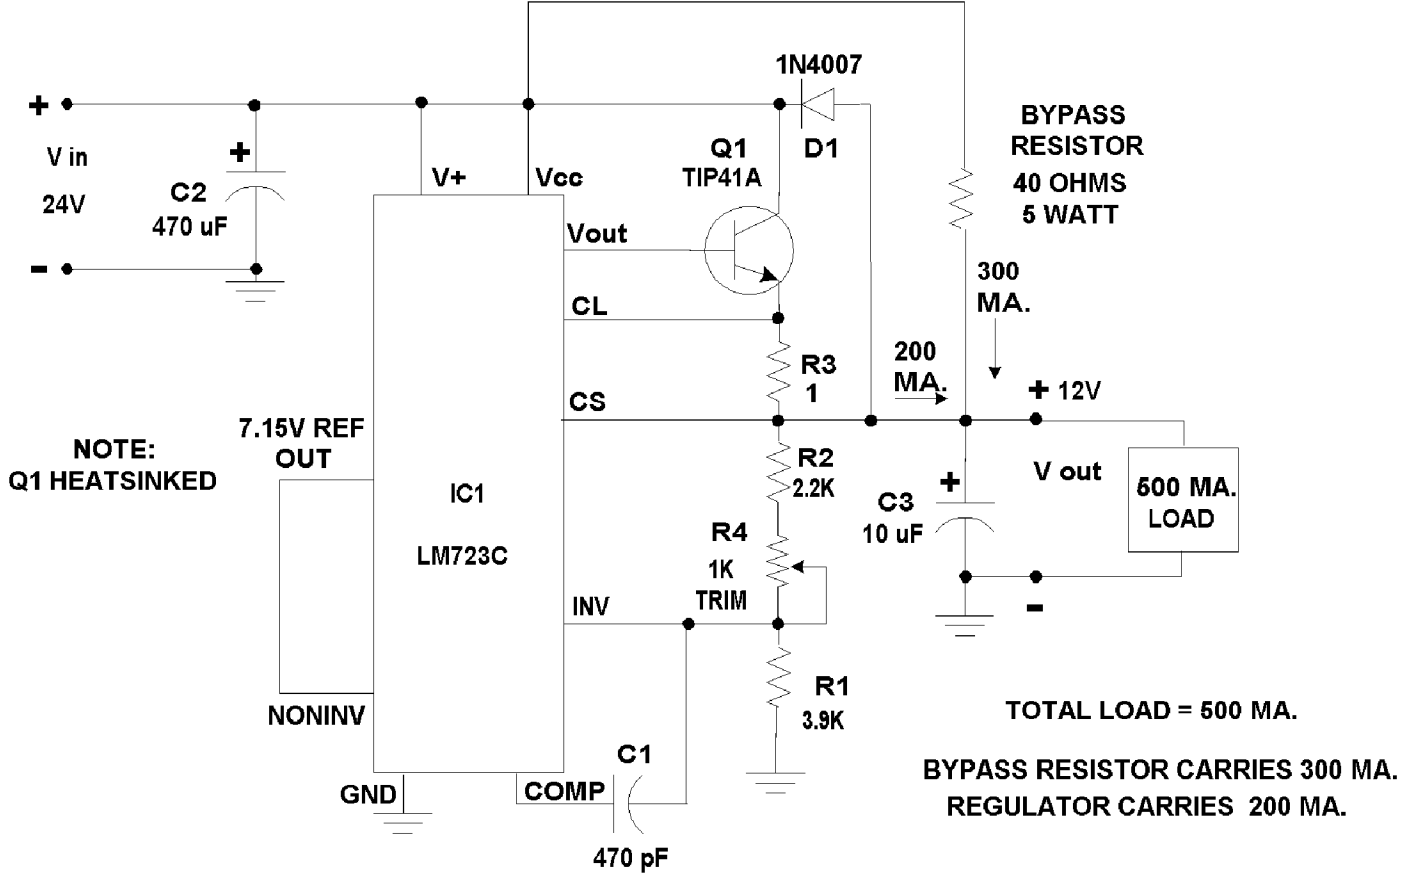 1N4007
+
V in
24V
-
+
C2
470 uF
V+
Vcc
Q1
TIP41A
D1
BYPASS
RESISTOR
40 OHMS
5 WATT
Vout
CL
CS
R3
1
300
MA.
200
MA.
+ 12V
V out
500 MA.
LOAD
-
+
C3
10 uF
7.15V REF
OUT
NOTE:
Q1 HEATSINKED
IC1
LM723C
R2
2.2K
R4
1K
TRIM
INV
R1
3.9K
NONINV
GND
COMP
C1
470 pF
TOTAL LOAD = 500 MA.
BYPASS RESISTOR CARRIES 300 MA.
REGULATOR CARRIES 200 MA.